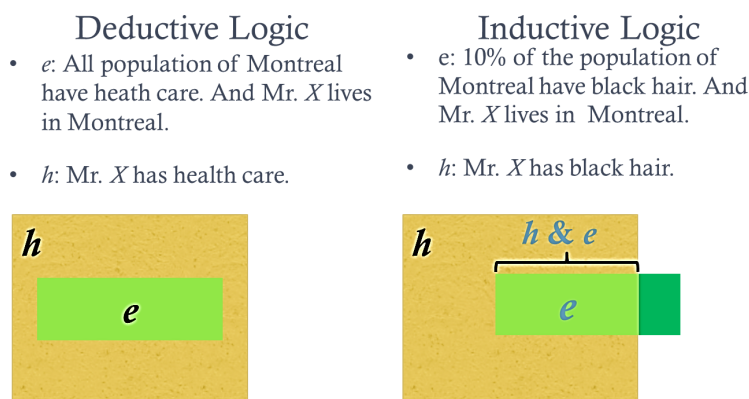 Deductive Logic
• e: All population of Montreal
have heath care. And Mr. X lives
in Montreal.
• h: Mr. X has health care.
h
e
Inductive Logic
• e: 10% of the population of
Montreal have black hair. And
Mr. X lives in Montreal.
• h: Mr. X has black hair.
h
h & e
e